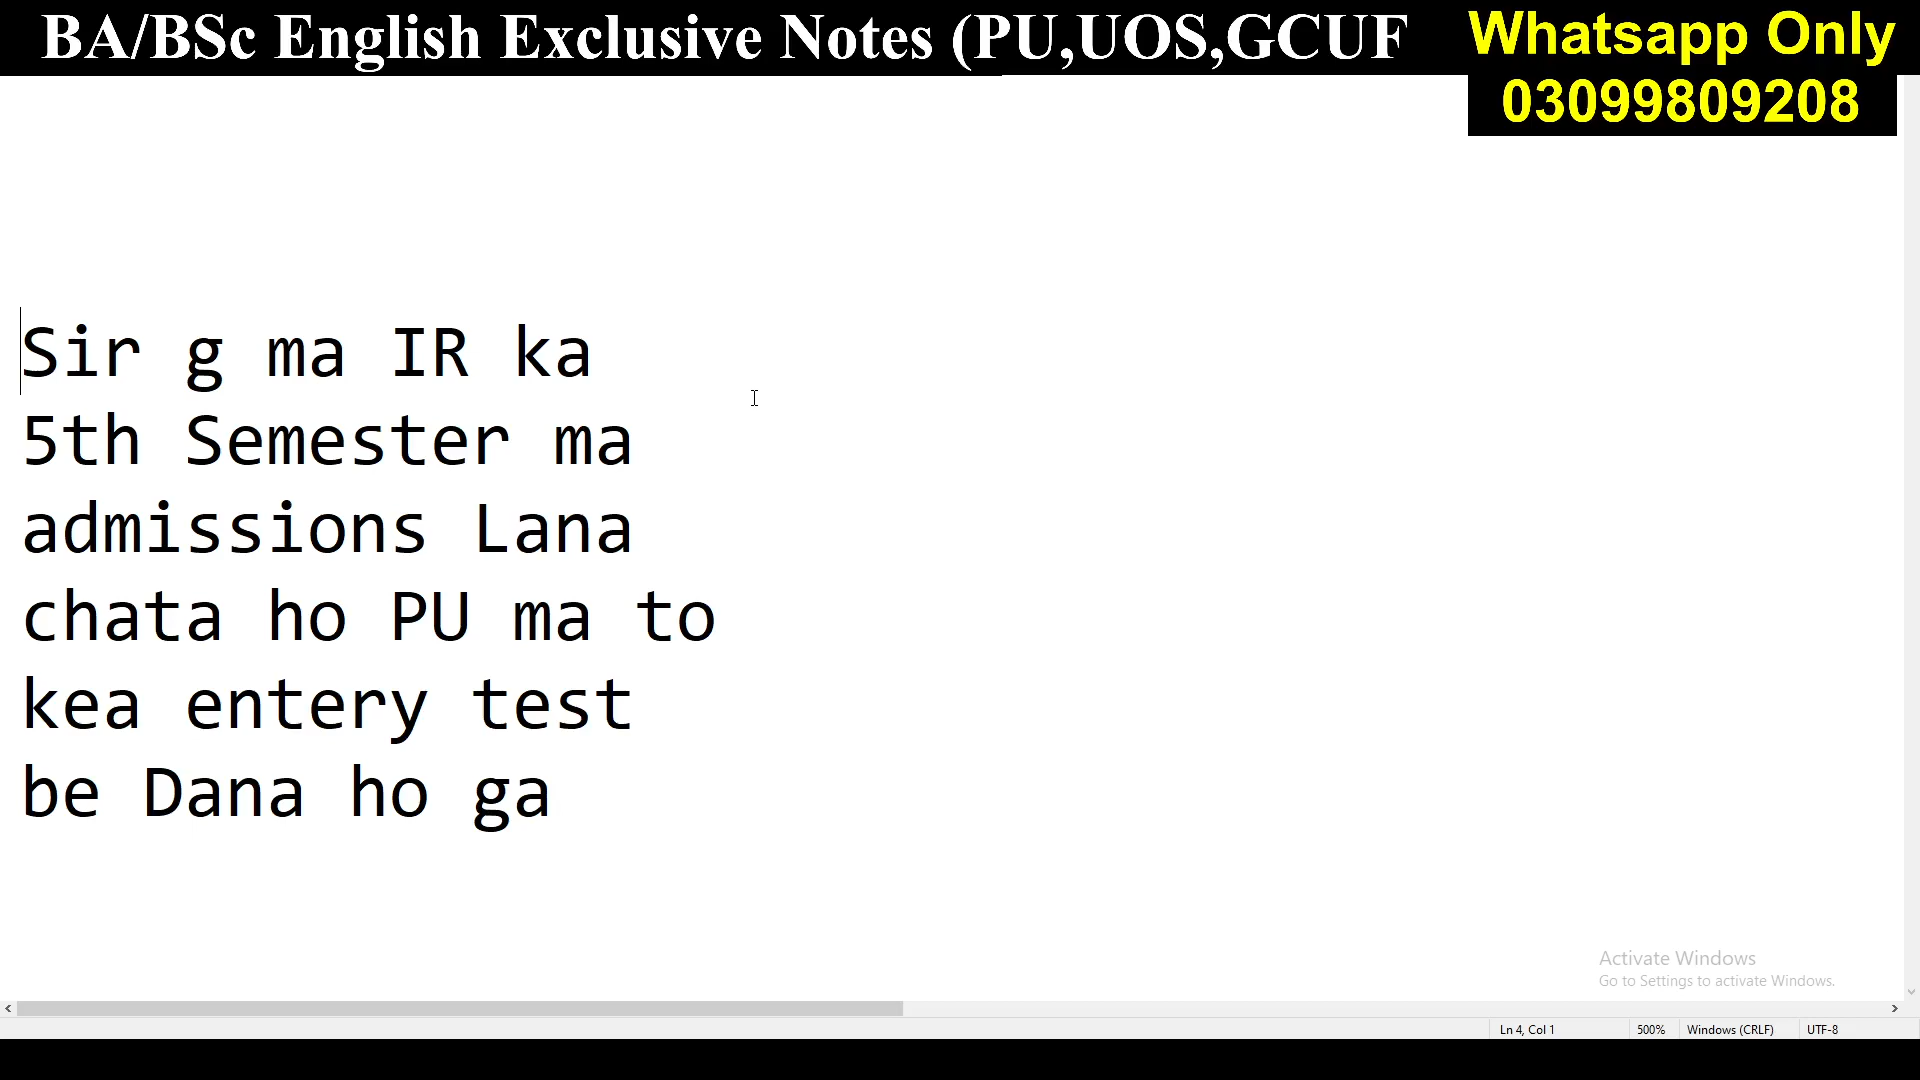 BA/BSc English Exclusive Notes (PU,UOS,GCUF
Whatsapp Only
03099809208
Sir g ma IR ka
5th Semester ma
admissions Lana
chata ho PU ma to
kea entery test
be Dana ho ga
Activate Windows
Go to Settings to activate Windows.
Ln 4, Col 1 500% Windows (CRLF) UTF-8